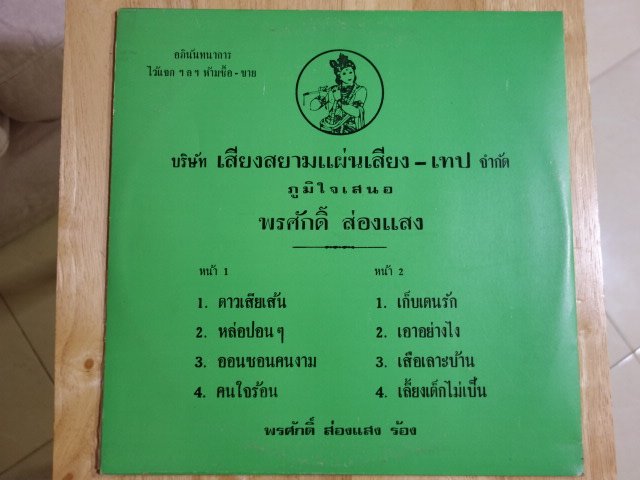 อภินันทนาการ
ไว้แจก ฯลฯ ห้ามซื้อ - ขาย
บริษัท เสียงสยามแผ่นเสียง – เทป จำกัด
ภูมิใจเสนอ
พรศักดิ์ ส่องแสง
หน้า 1
1. ดาวเสียเส้น
2. หล่อปอน ๆ
3. ออนซอนคนงาม
4. คนใจร้อน
หน้า 2
1. เก็บเดนรัก
2. เอาอย่างไง
3. เสือเลาะบ้าน
4. เลี้ยงเด็กไม่เป็น
พรศักดิ์ ส่องแสง ร้อง